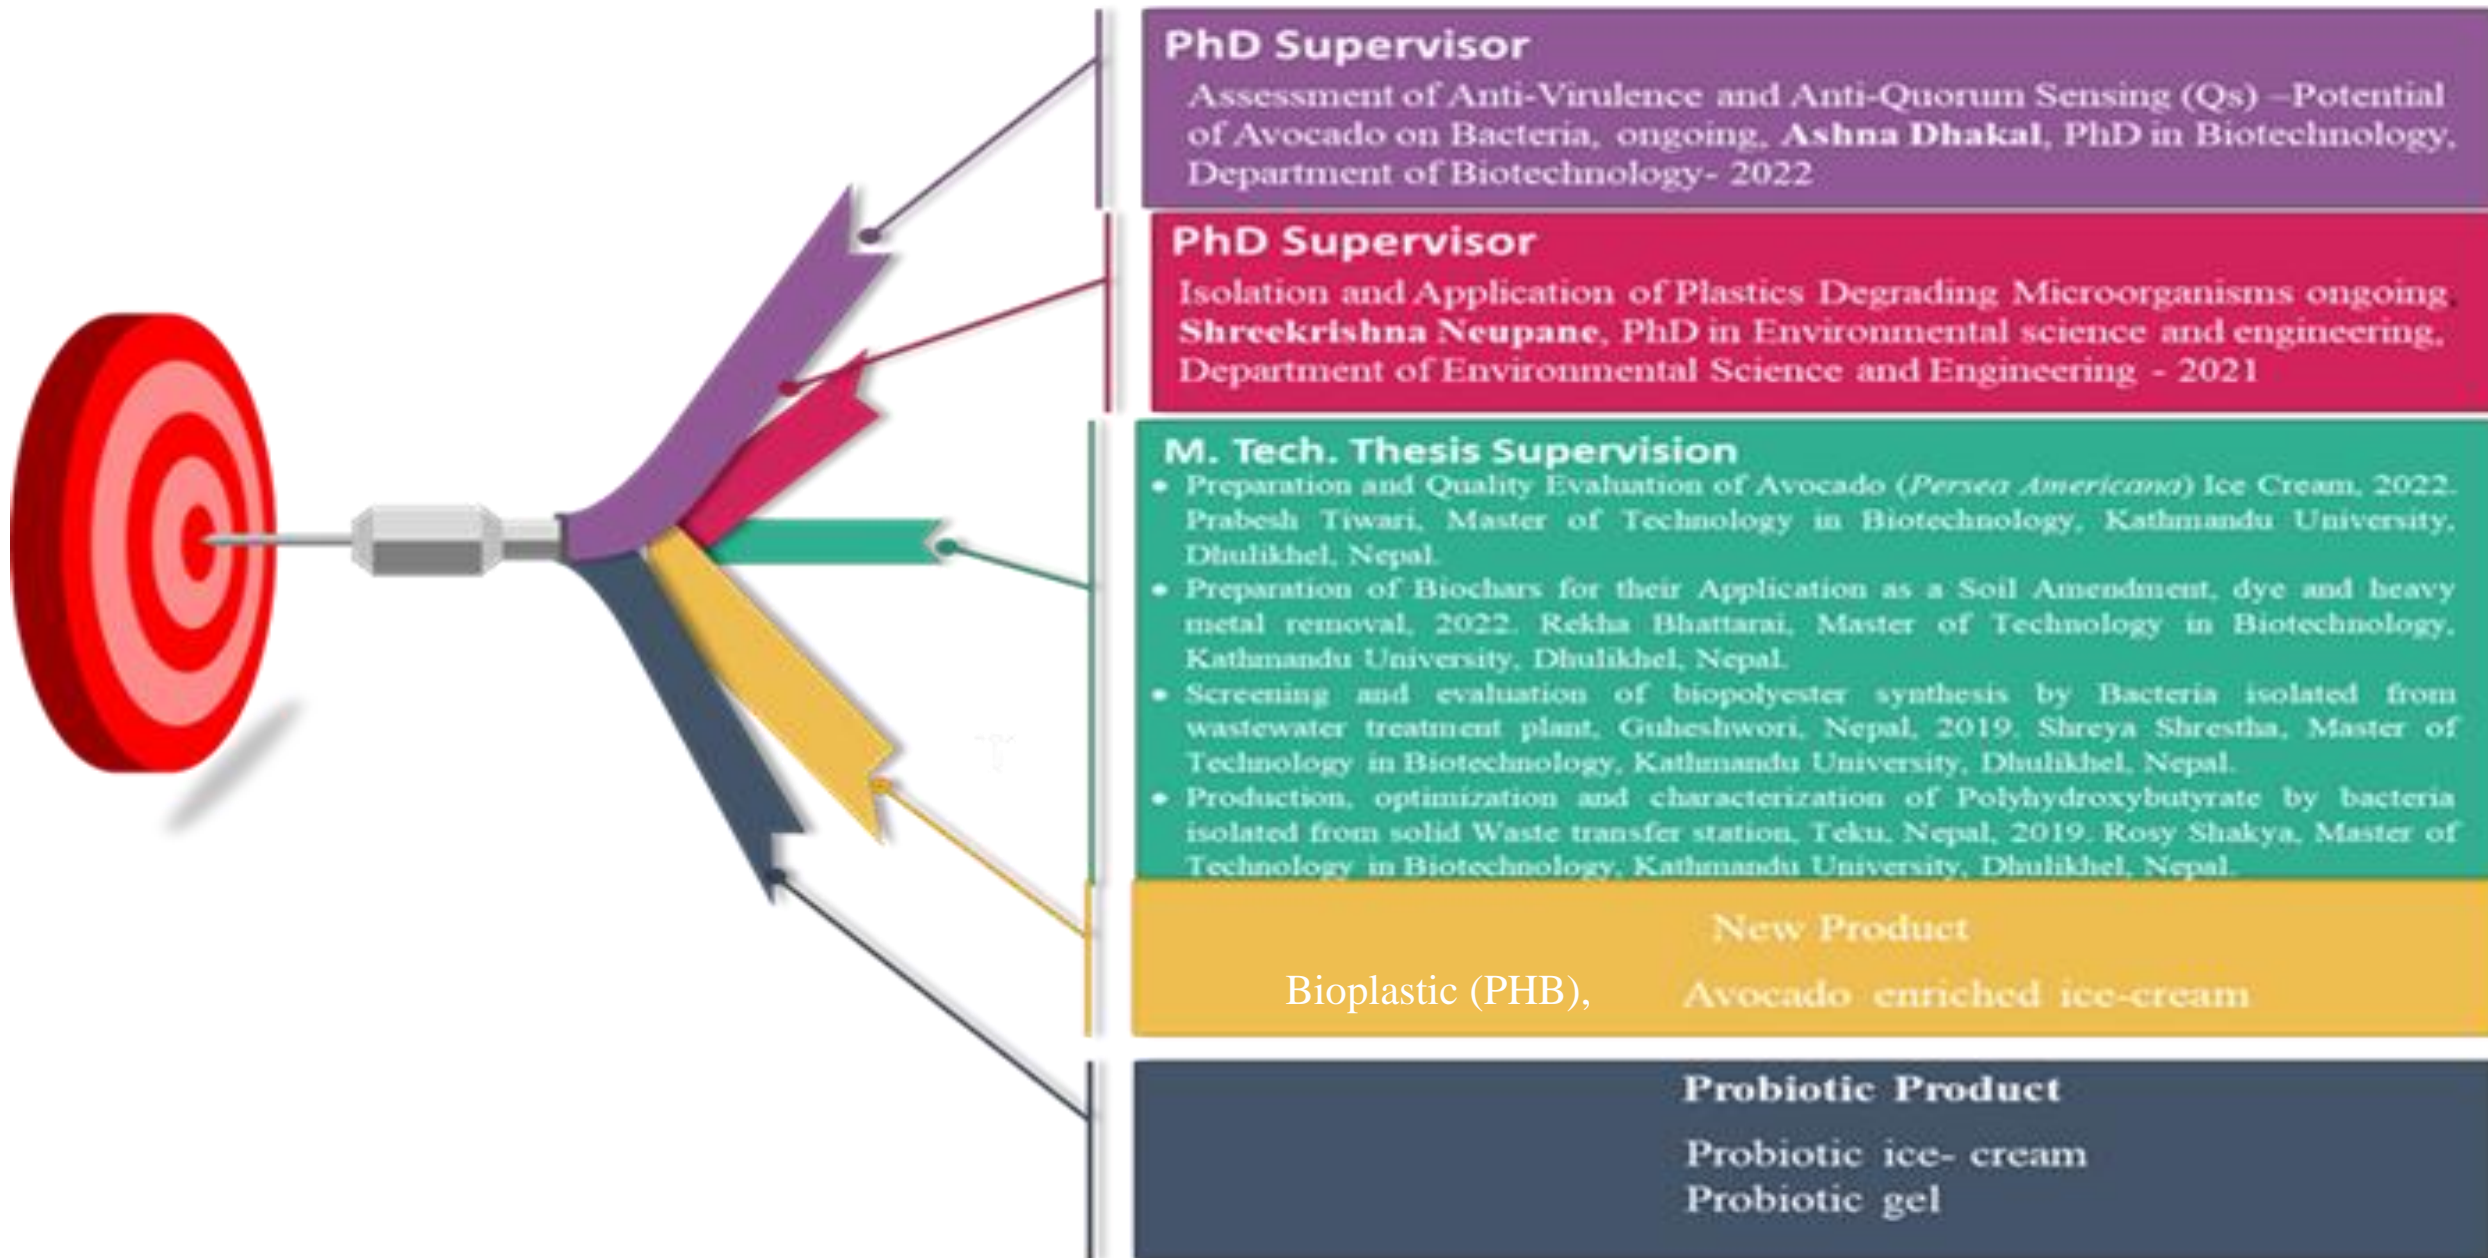 PhD Supervisor
Assessment of Anti-Virulence and Anti-Quorum Sensing (Qs) –Potential
of Avocado on Bacteria, ongoing, Ashna Dhakal, PhD in Biotechnology,
Department of Biotechnology- 2022
PhD Supervisor
Isolation and Application of Plastics Degrading Microorganisms ongoing,
Shreekrishna Neupane, PhD in Environmental science and engineering,
Department of Environmental Science and Engineering - 2021
M. Tech. Thesis Supervision
• Preparation and Quality Evaluation of Avocado (Persea Americana) Ice Cream, 2022.
Prabesh Tiwari, Master of Technology in Biotechnology, Kathmandu University,
Dhulikhel, Nepal.
• Preparation of Biochars for their Application as a Soil Amendment, dye and heavy
metal removal, 2022. Rekha Bhattarai, Master of Technology in Biotechnology,
Kathmandu University, Dhulikhel, Nepal.
• Screening and evaluation of biopolyester synthesis by Bacteria isolated from
wastewater treatment plant, Guheshwori, Nepal, 2019. Shreya Shrestha, Master of
Technology in Biotechnology, Kathmandu University, Dhulikhel, Nepal.
• Production, optimization and characterization of Polyhydroxybutyrate by bacteria
isolated from solid Waste transfer station, Teku, Nepal, 2019. Rosy Shakya, Master of
Technology in Biotechnology, Kathmandu University, Dhulikhel, Nepal.
New Product
Bioplastic (PHB), Avocado enriched ice-cream
Probiotic Product
Probiotic ice- cream
Probiotic gel